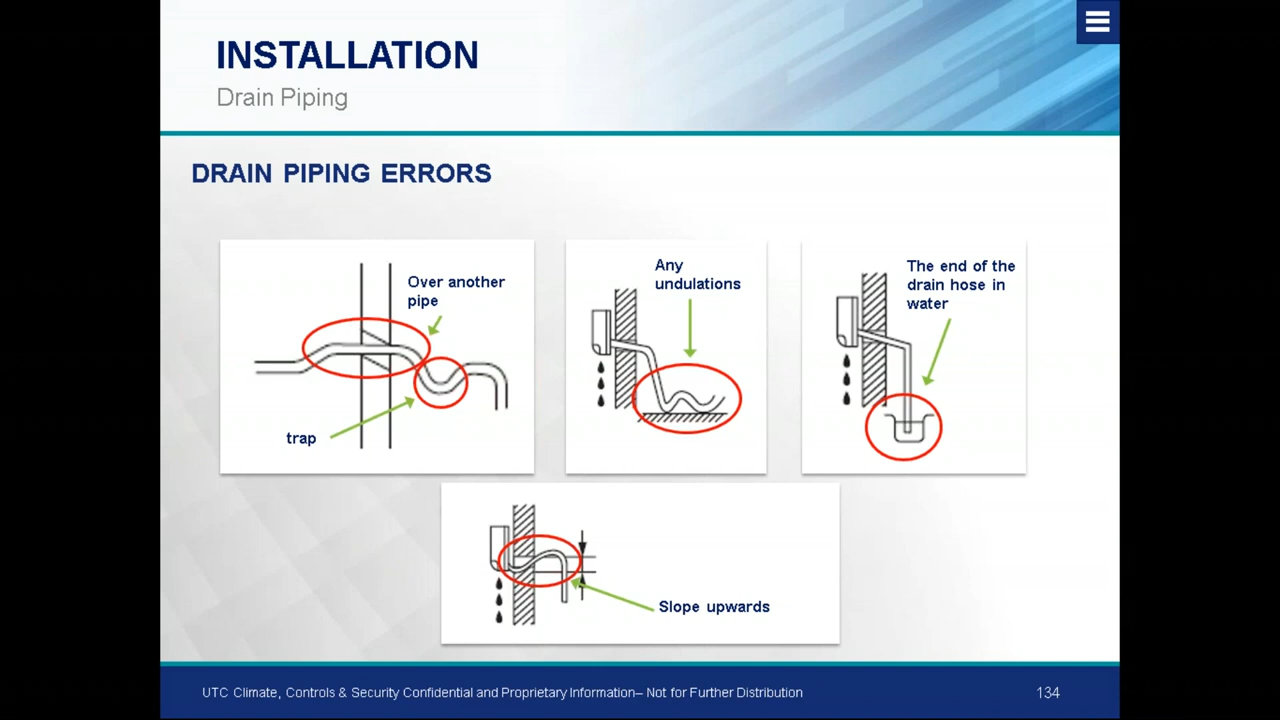 INSTALLATION
Drain Piping
DRAIN PIPING ERRORS
Over another
pipe
trap
Any
undulations
The end of the
drain hose in
water
Slope upwards
UTC Climate, Controls & Security Confidential and Proprietary Information– Not for Further Distribution
134